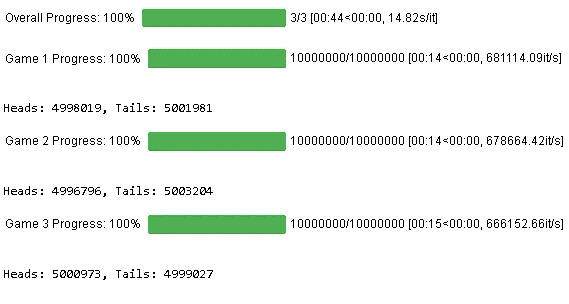 Overall Progress: 100% 3/3 [00:44<00:00, 14.82s/it]
Game 1 Progress: 100% 10000000/10000000 [00:14<00:00, 681114.09it/s]
Heads: 4998019, Tails: 5001981
Game 2 Progress: 100% 10000000/10000000 [00:14<00:00, 678664.42it/s]
Heads: 4996796, Tails: 5003204
Game 3 Progress: 100% 10000000/10000000 [00:15<00:00, 666152.66it/s]
Heads: 5000973, Tails: 4999027